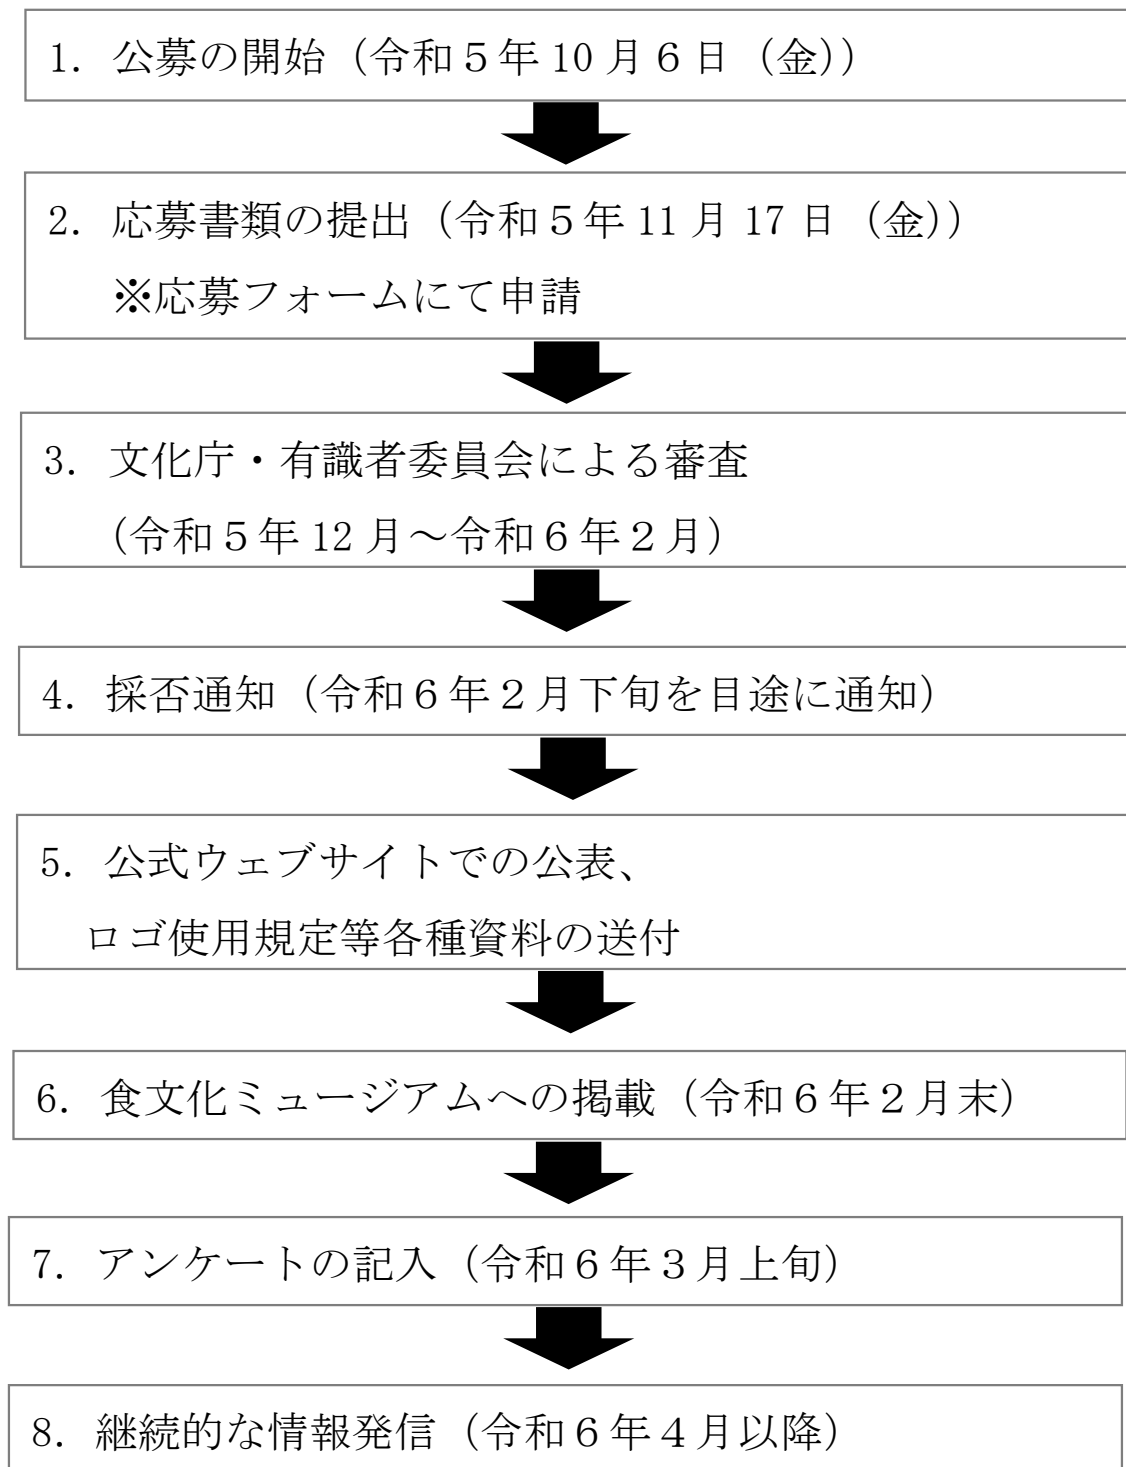 1. 公募の開始（令和５年 10 月６日（金））
2. 応募書類の提出（令和５年 11 月 17 日（金））
※応募フォームにて申請
3. 文化庁・有識者委員会による審査
（令和５年 12 月～令和６年２月）
4. 採否通知（令和６年２月下旬を目途に通知）
5. 公式ウェブサイトでの公表、
ロゴ使用規定等各種資料の送付
6. 食文化ミュージアムへの掲載（令和６年２月末）
7. アンケートの記入（令和６年３月上旬）
8. 継続的な情報発信（令和６年４月以降）